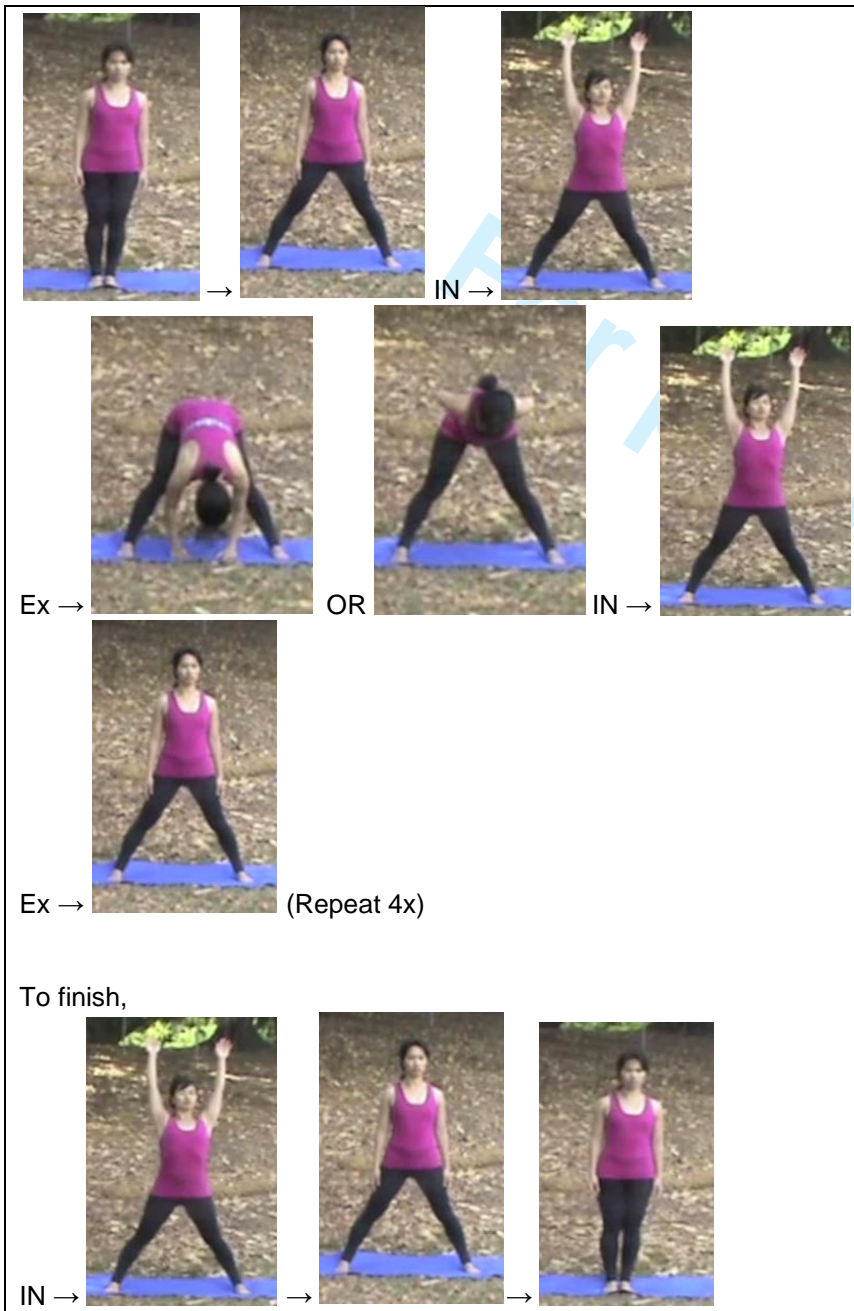 → IN →
Ex → OR IN →
Ex → (Repeat 4x)
To finish,
IN → → →